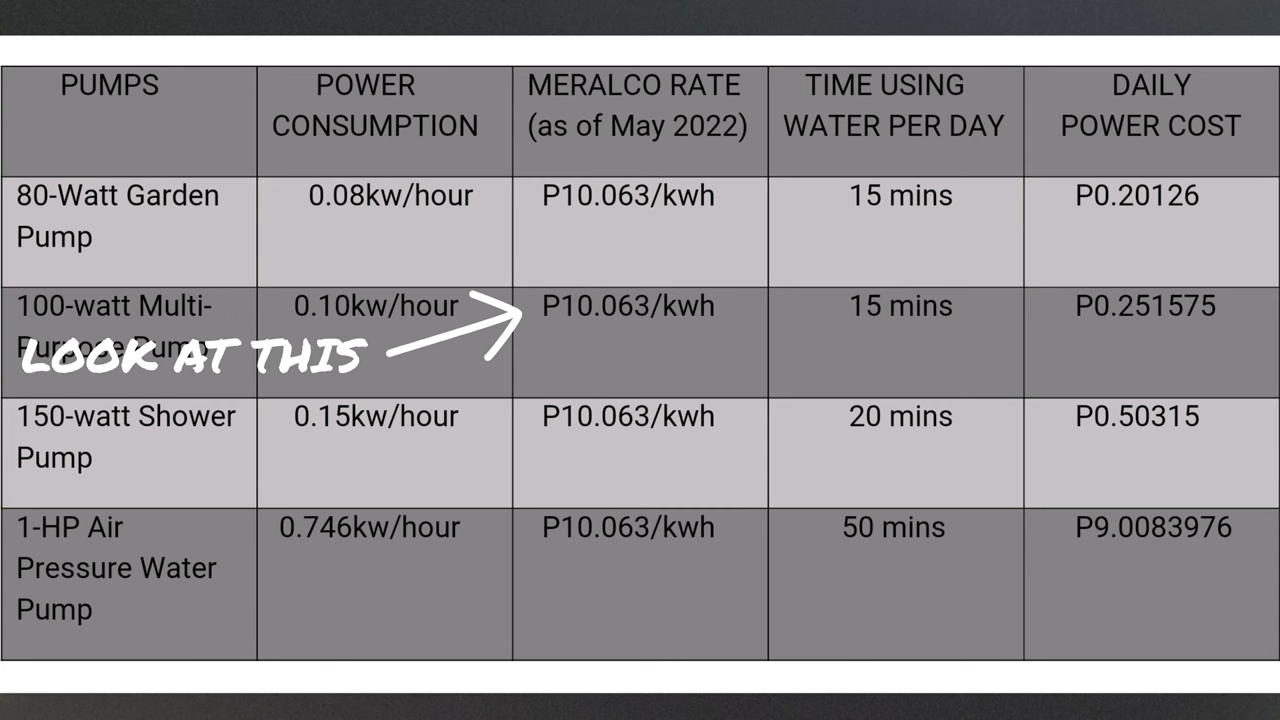 PUMPS
POWER
CONSUMPTION
MERALCO RATE
(as of May 2022)
TIME USING
WATER PER DAY
DAILY
POWER COST
80-Watt Garden
Pump
0.08kw/hour
P10.063/kwh
15 mins
P0.20126
100-watt Multi-
Purpose Pump
0.10kw/hour
P10.063/kwh
15 mins
P0.251575
LOOK AT THIS
150-watt Shower
Pump
0.15kw/hour
P10.063/kwh
20 mins
P0.50315
1-HP Air
Pressure Water
Pump
0.746kw/hour
P10.063/kwh
50 mins
P9.0083976